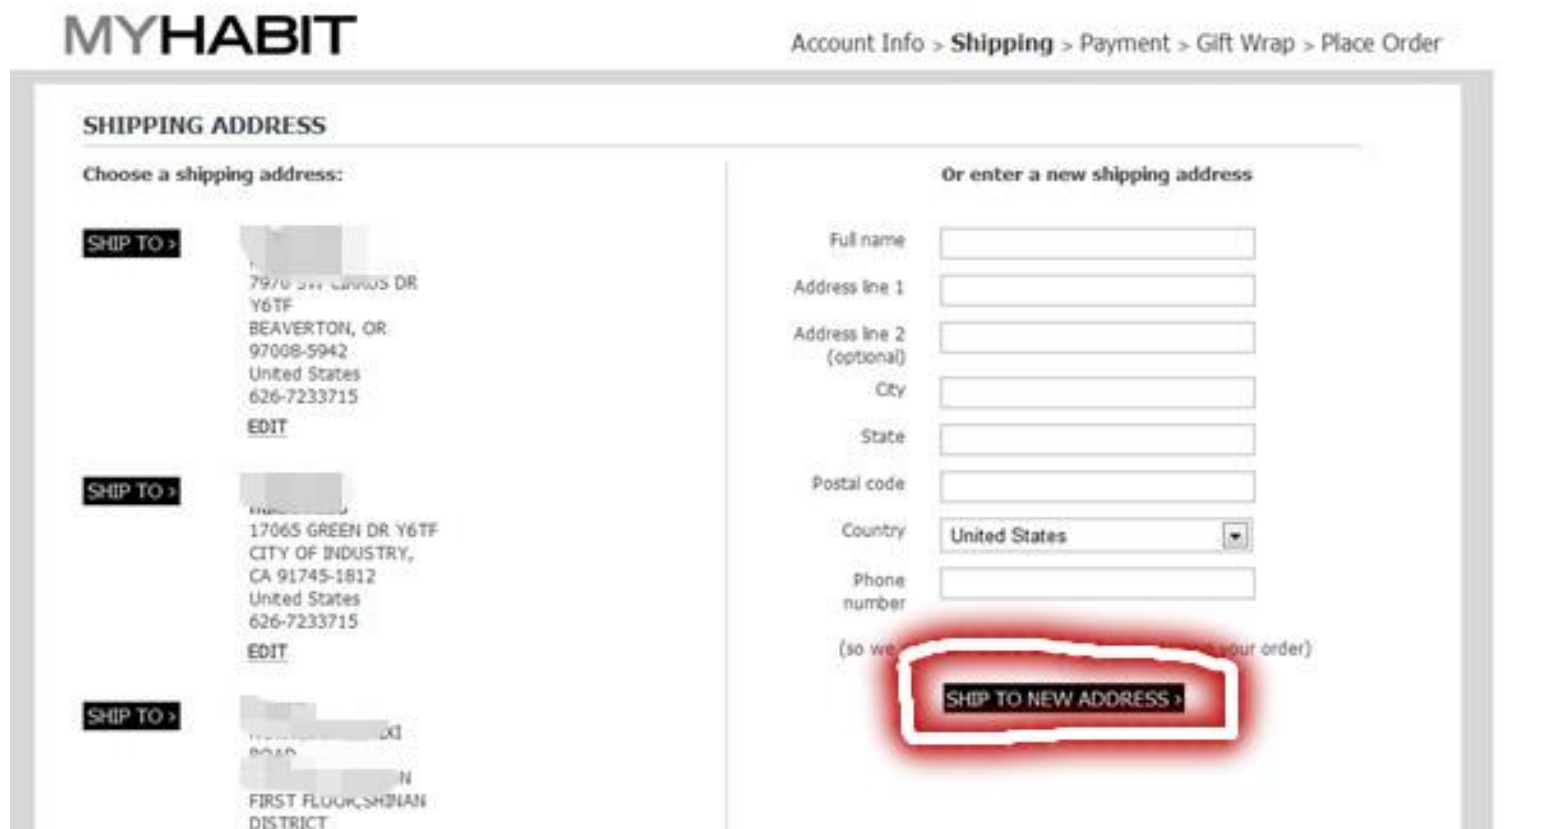 MYHABIT
Account Info > Shipping > Payment > Gift Wrap > Place Order
SHIPPING ADDRESS
Choose a shipping address:
SHIP TO ›
DR
Y6TF
BEAVERTON, OR
97008-5942
United States
626-7233715
EDIT
SHIP TO ›
17065 GREEN DR Y6TF
CITY OF INDUSTRY,
CA 91745-1812
United States
626-7233715
EDIT
SHIP TO ›
ROAD
FIRST FLOOR,SHINAN
DISTRICT
Or enter a new shipping address
Full name
Address line 1
Address line 2
(optional)
City
State
Postal code
Country
United States
Phone
number
(so we your order)
SHIP TO NEW ADDRESS ›